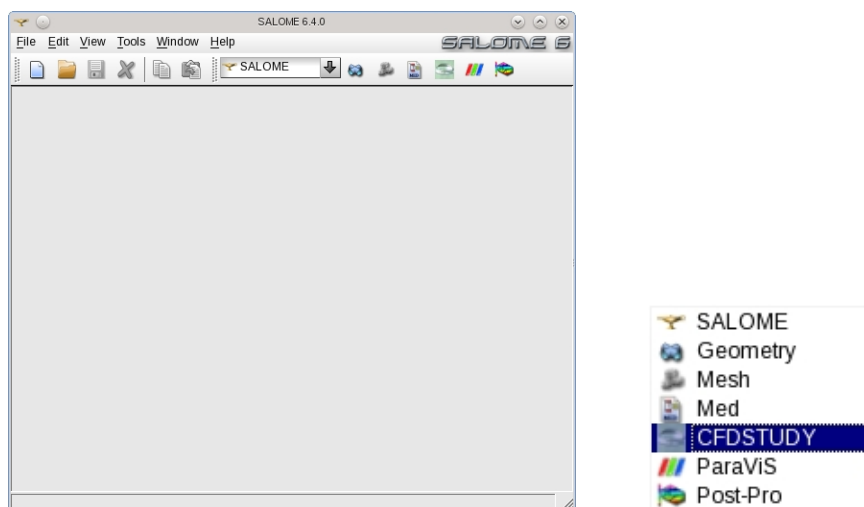 SALOME 6.4.0
File Edit View Tools Window Help
SALOME 6
SALOME
SALOME
Geometry
Mesh
Med
CFDSTUDY
ParaViS
Post-Pro